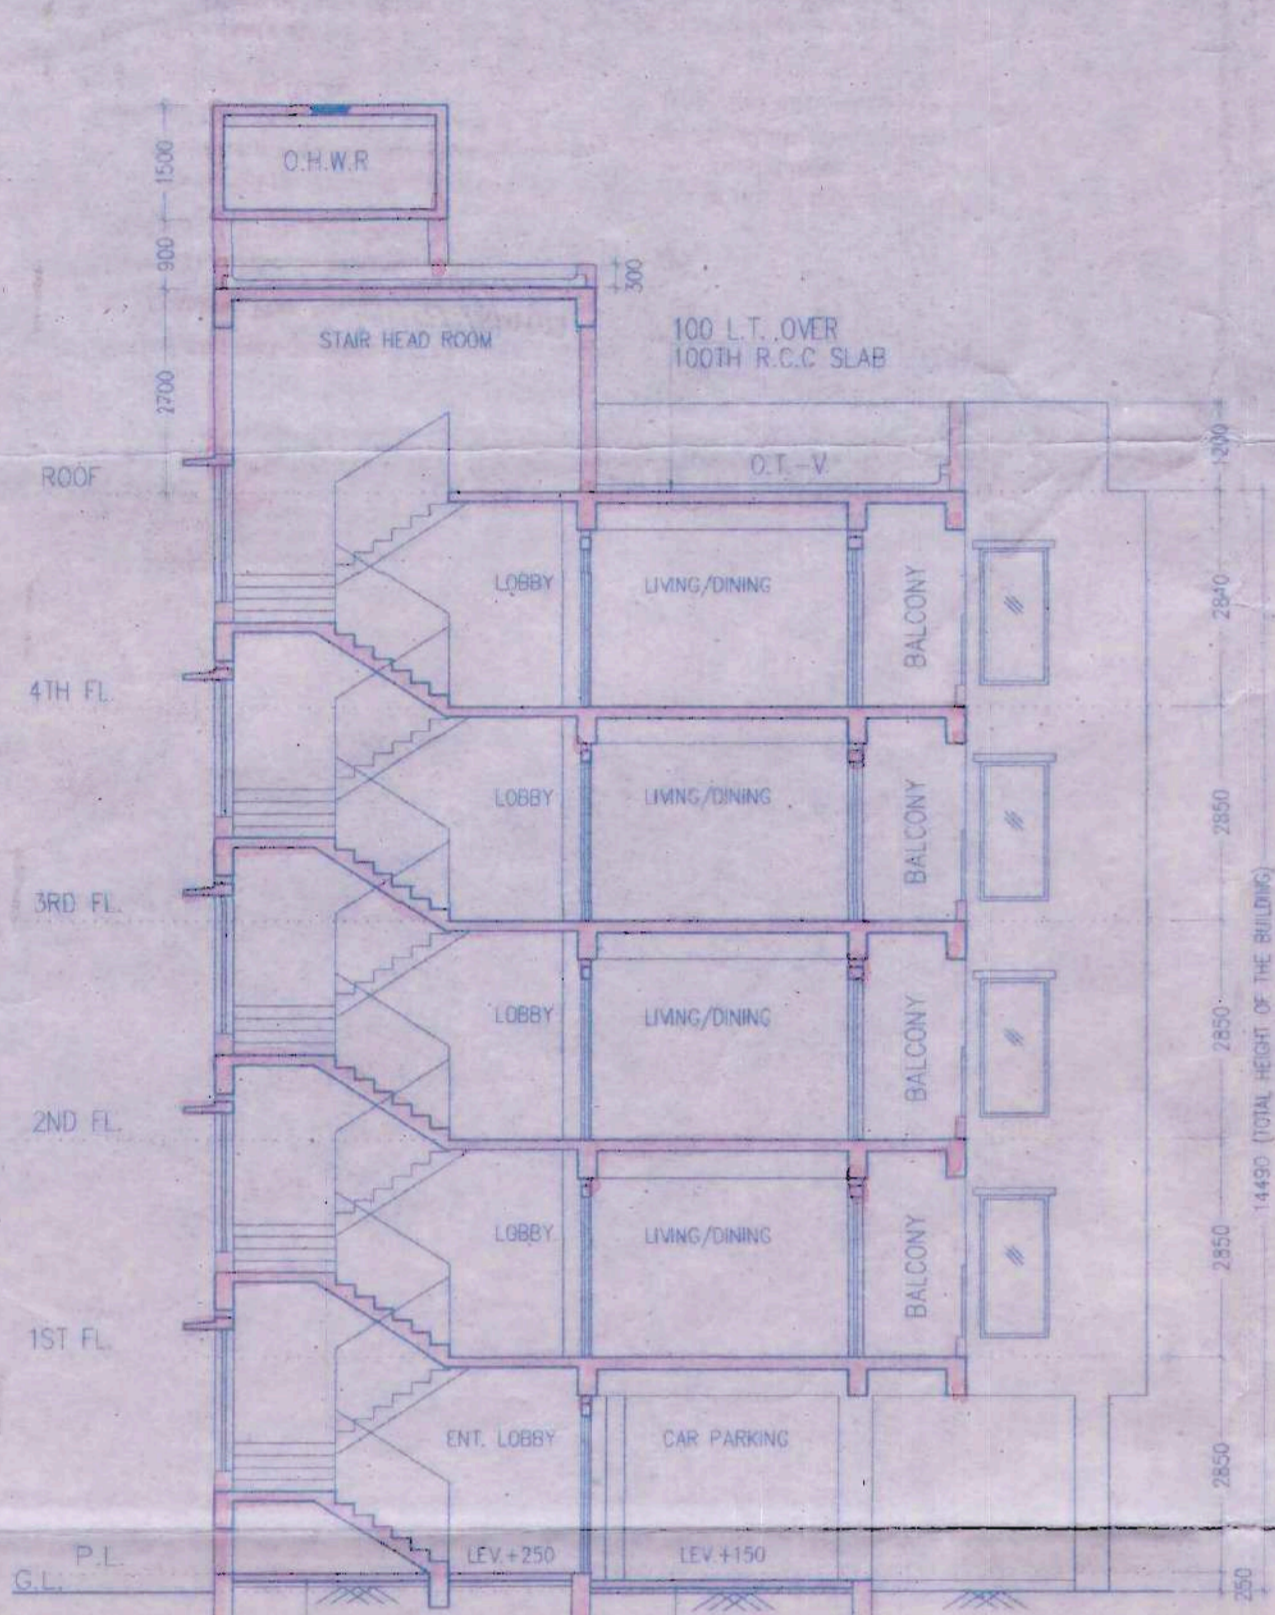 1500
O.H.W.R
900
300
STAIR HEAD ROOM
100 L.T. OVER
100TH R.C.C SLAB
2700
1200
ROOF
O.T.-V.
LOBBY
LIVING/DINING
BALCONY
2840
4TH FL.
LOBBY
LIVING/DINING
BALCONY
2850
3RD FL.
14490 (TOTAL HEIGHT OF THE BUILDING)
LOBBY
LIVING/DINING
BALCONY
2850
2ND FL.
LOBBY
LIVING/DINING
BALCONY
2850
1ST FL.
ENT. LOBBY
CAR PARKING
2850
P.L.
LEV.+250
LEV.+150
G.L.
250